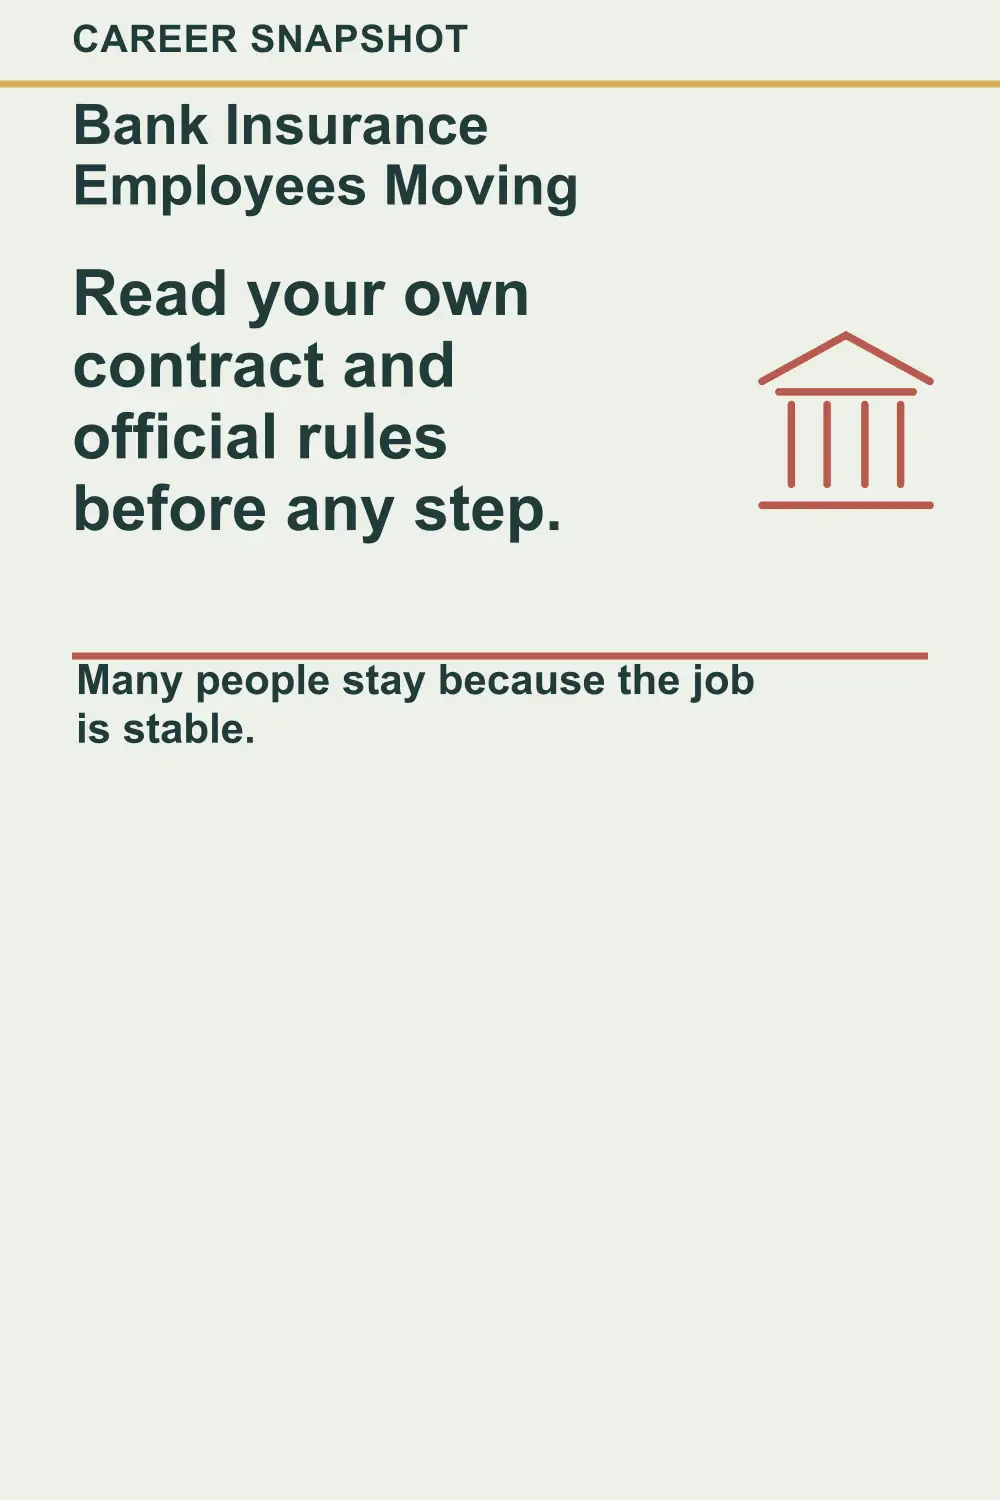 CAREER SNAPSHOT
Bank Insurance
Employees Moving
Read your own
contract and
official rules
before any step.
Many people stay because the job
is stable.